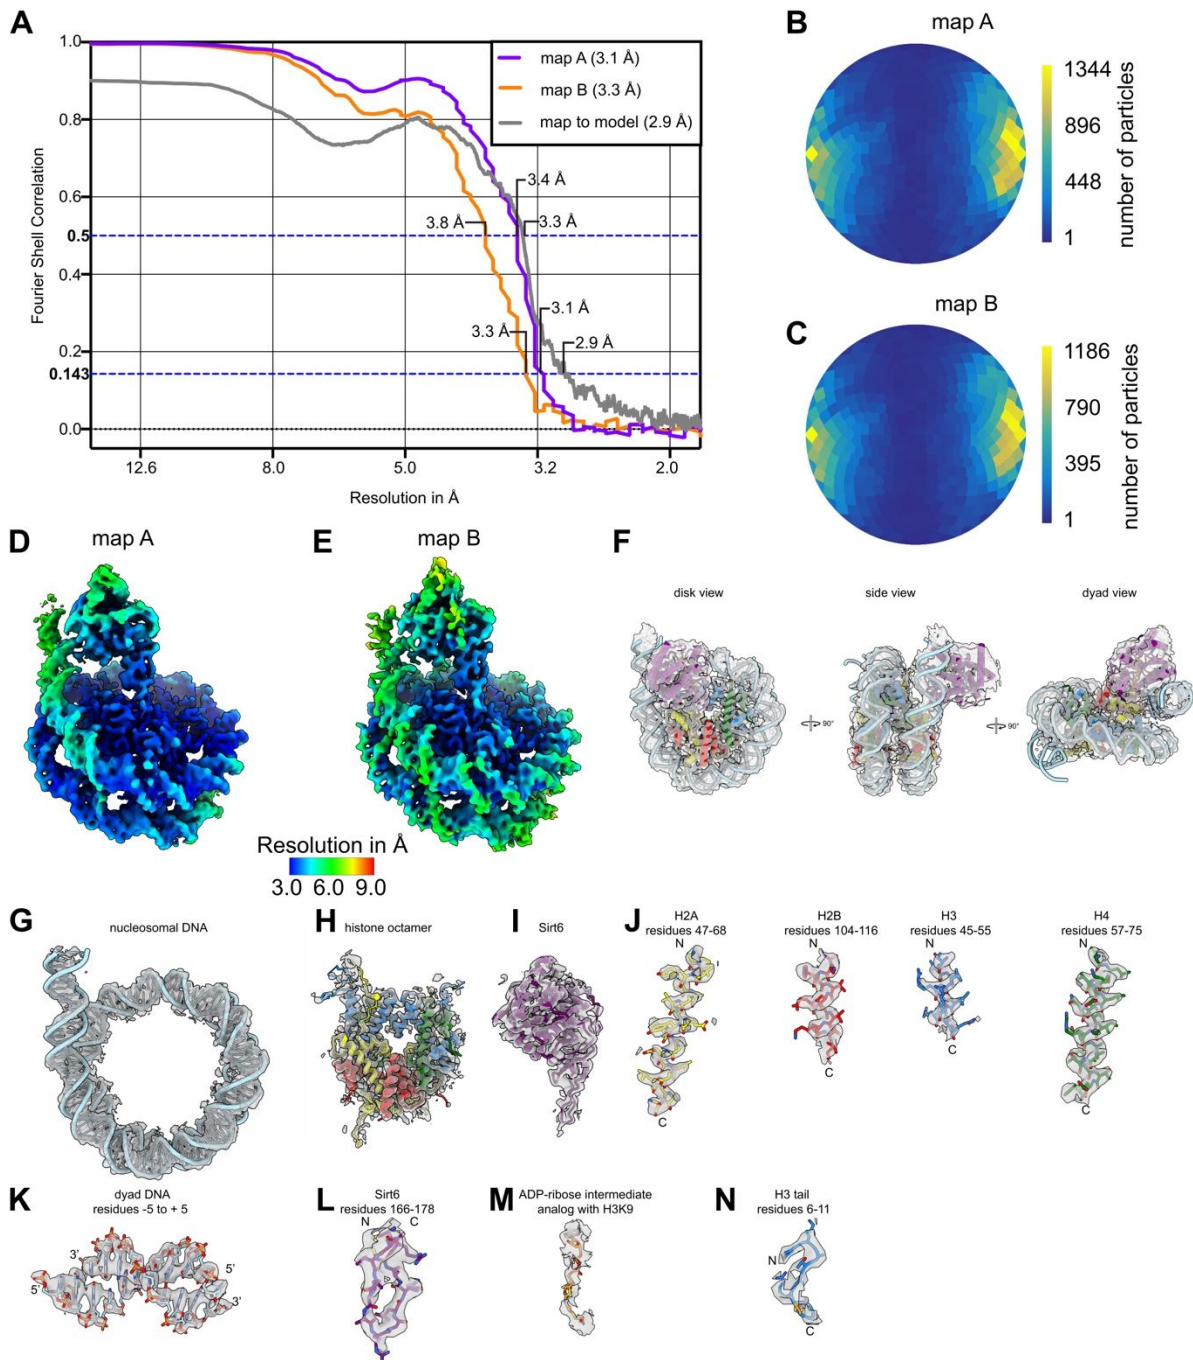 A
1.0
0.8
0.6
0.5
0.4
0.2
0.143
0.0
Fourier Shell Correlation
map A (3.1 Å)
map B (3.3 Å)
map to model (2.9 Å)
3.4 Å
3.8 Å
3.3 Å
3.1 Å
3.3 Å
2.9 Å
12.6
8.0
5.0
3.2
2.0
Resolution in Å
B
map A
1344
896
448
1
number of particles
C
map B
1186
790
395
1
number of particles
D
map A
E
map B
Resolution in Å
3.0 6.0 9.0
F
disk view
side view
dyad view
90°
90°
G
nucleosomal DNA
H
histone octamer
I
Sirt6
J
H2A
residues 47-68
N
C
H2B
residues 104-116
N
C
H3
residues 45-55
N
C
H4
residues 57-75
N
C
K
dyad DNA
residues -5 to + 5
3'
5'
5'
3'
L
Sirt6
residues 166-178
N
C
M
ADP-ribose intermediate
analog with H3K9
N
H3 tail
residues 6-11
N
C